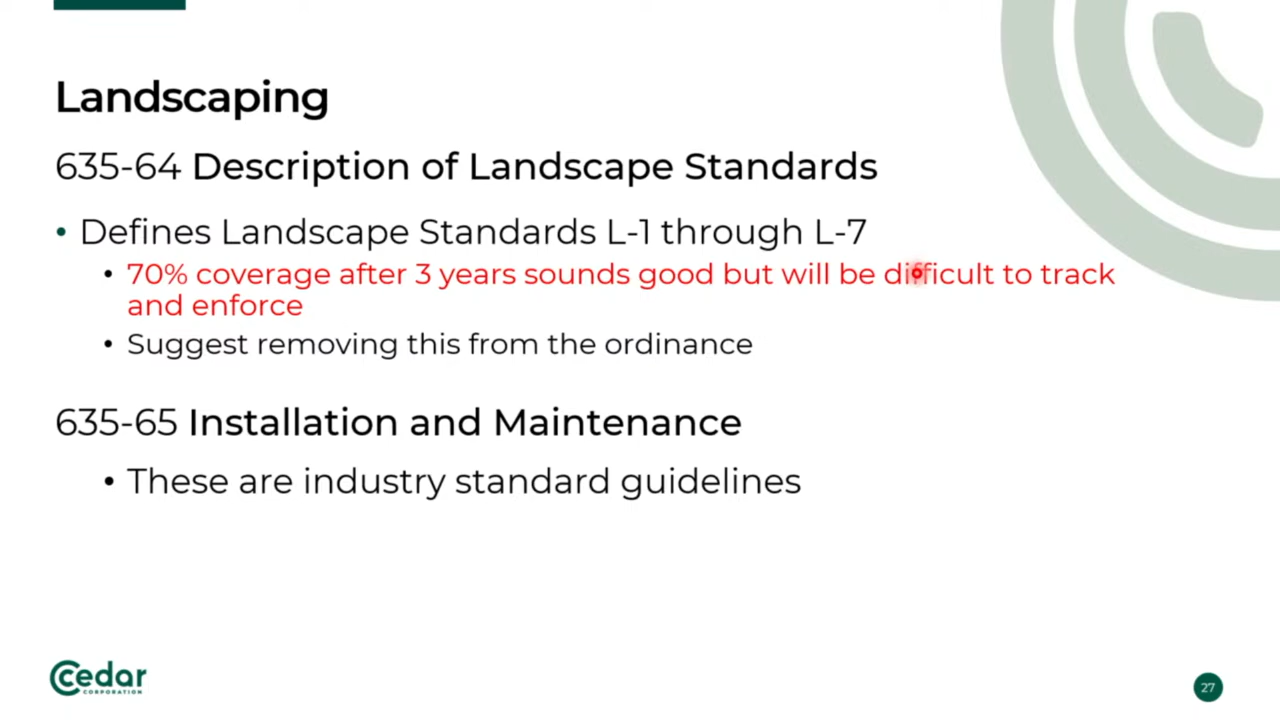 Landscaping
635-64 Description of Landscape Standards
• Defines Landscape Standards L-1 through L-7
• 70% coverage after 3 years sounds good but will be difficult to track
and enforce
• Suggest removing this from the ordinance
635-65 Installation and Maintenance
• These are industry standard guidelines
Cedar
CORPORATION
27